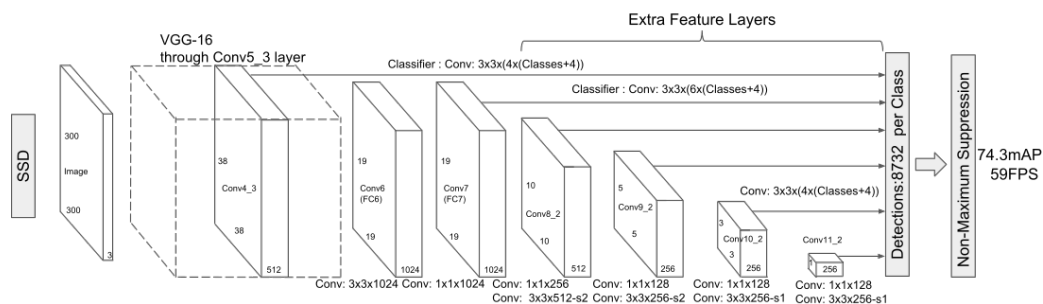 Extra Feature Layers
VGG-16
through Conv5_3 layer
Classifier : Conv: 3x3x(4x(Classes+4))
Classifier : Conv: 3x3x(6x(Classes+4))
SSD
300
Image
300
3
38
Conv4_3
38
512
19
Conv6
(FC6)
19
1024
19
Conv7
(FC7)
19
1024
10
Conv8_2
10
512
5
Conv9_2
5
256
Conv: 3x3x(4x(Classes+4))
3
Conv10_2
3
256
Conv11_2
1
256
Detections:8732 per Class
Non-Maximum Suppression
74.3mAP
59FPS
Conv: 3x3x1024
Conv: 1x1x1024
Conv: 1x1x256
Conv: 3x3x512-s2
Conv: 1x1x128
Conv: 3x3x256-s2
Conv: 1x1x128
Conv: 3x3x256-s1
Conv: 1x1x128
Conv: 3x3x256-s1